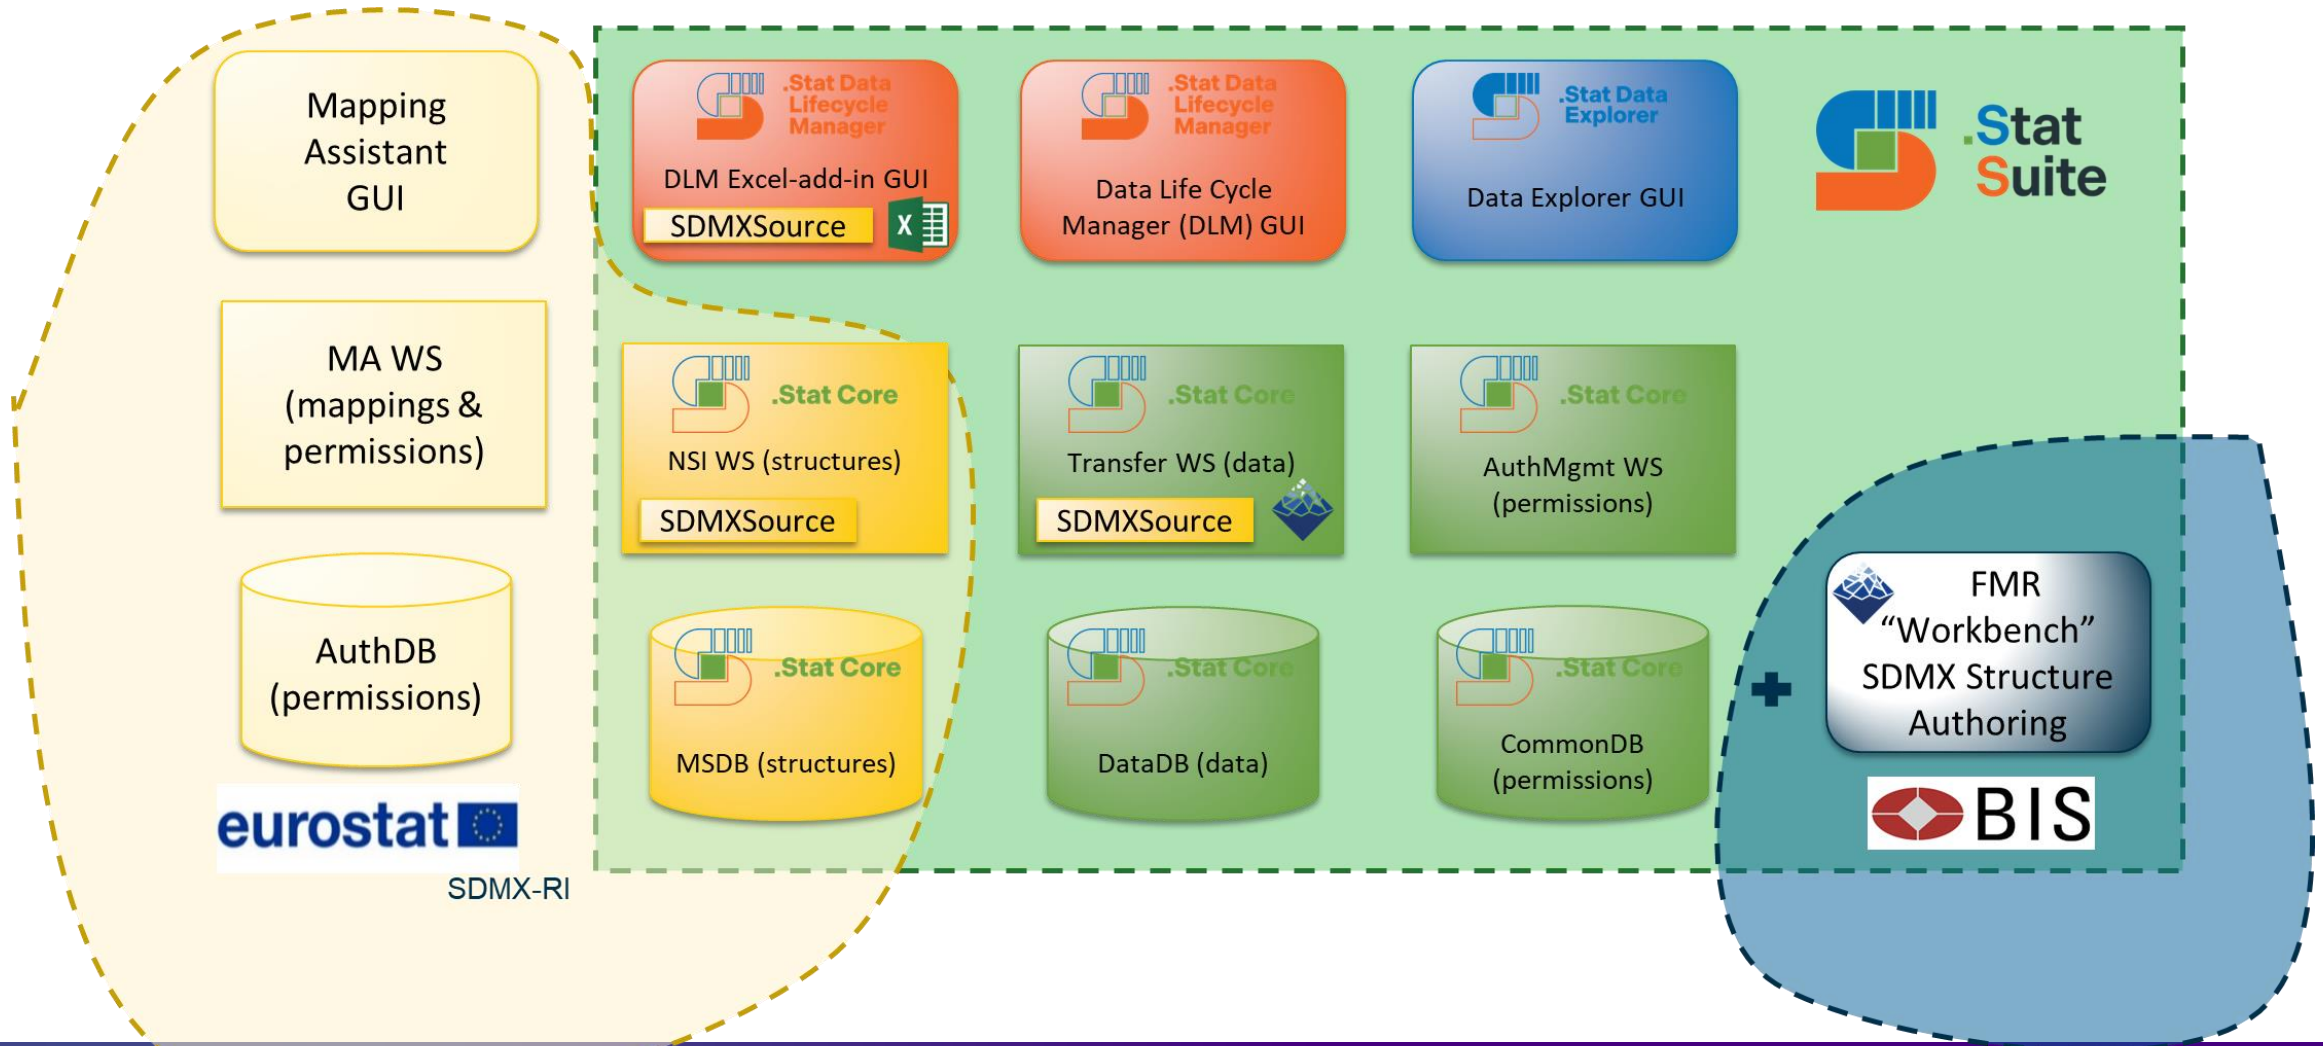 Mapping
Assistant
GUI
MA WS
(mappings &
permissions)
AuthDB
(permissions)
eurostat
SDMX-RI
.Stat Data
Lifecycle
Manager
DLM Excel-add-in GUI
SDMXSource
X
.Stat Data
Lifecycle
Manager
Data Life Cycle
Manager (DLM) GUI
.Stat Data
Explorer
Data Explorer GUI
.Stat
Suite
.Stat Core
NSI WS (structures)
SDMXSource
.Stat Core
Transfer WS (data)
SDMXSource
.Stat Core
AuthMgmt WS
(permissions)
.Stat Core
MSDB (structures)
.Stat Core
DataDB (data)
.Stat Core
CommonDB
(permissions)
FMR
“Workbench”
SDMX Structure
Authoring
BIS